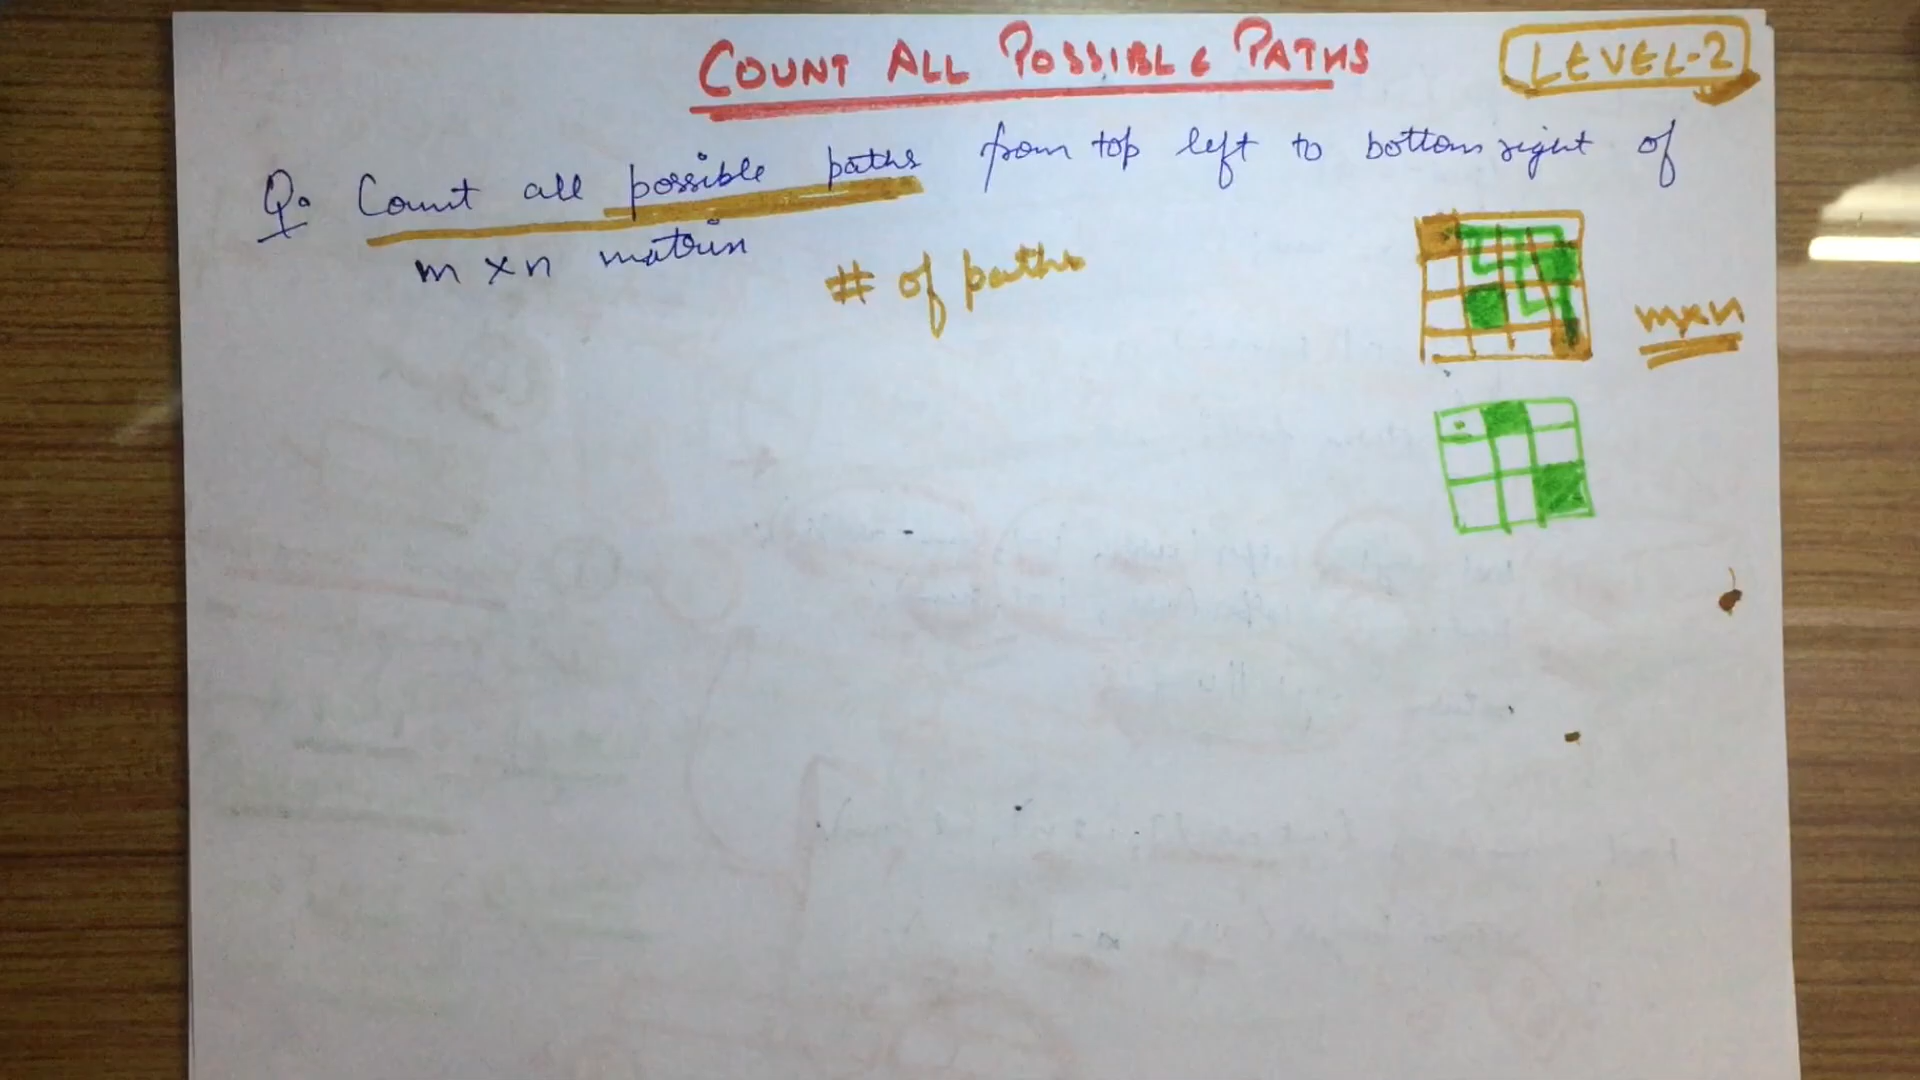 COUNT ALL POSSIBLE PATHS
LEVEL-2
Q. Count all possible paths from top left to bottom right of
m x n matrix
# of paths
mxn